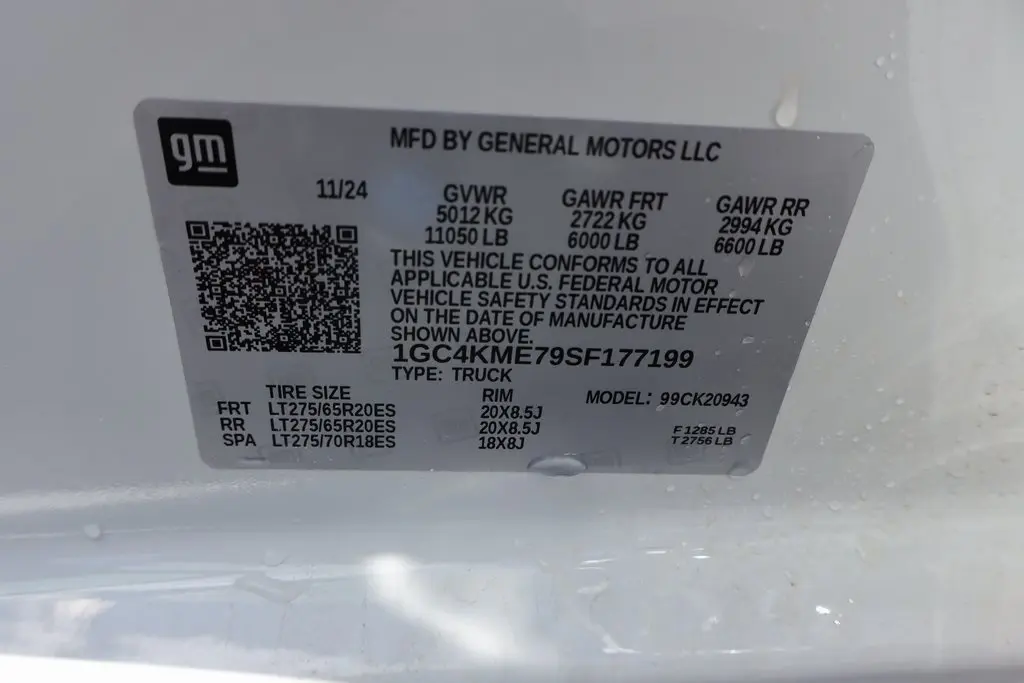 gm
MFD BY GENERAL MOTORS LLC
11/24
GVWR
5012 KG
11050 LB
GAWR FRT
2722 KG
6000 LB
GAWR RR
2994 KG
6600 LB
THIS VEHICLE CONFORMS TO ALL
APPLICABLE U.S. FEDERAL MOTOR
VEHICLE SAFETY STANDARDS IN EFFECT
ON THE DATE OF MANUFACTURE
SHOWN ABOVE.
1GC4KME79SF177199
TYPE: TRUCK
TIRE SIZE RIM MODEL: 99CK20943
FRT LT275/65R20ES 20X8.5J
RR LT275/65R20ES 20X8.5J F 1285 LB
SPA LT275/70R18ES 18X8J T 2756 LB